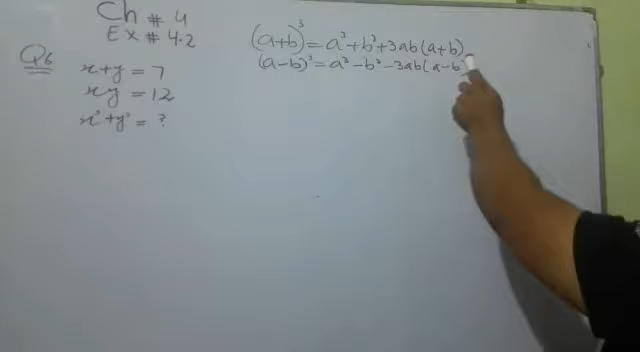 Ch # 4
Ex # 4.2
(a+b)³ = a³ + b³ + 3ab(a+b)
(a-b)³ = a³ - b³ - 3ab(a-b
Q6
x+y = 7
xy = 12
x³ + y³ = ?